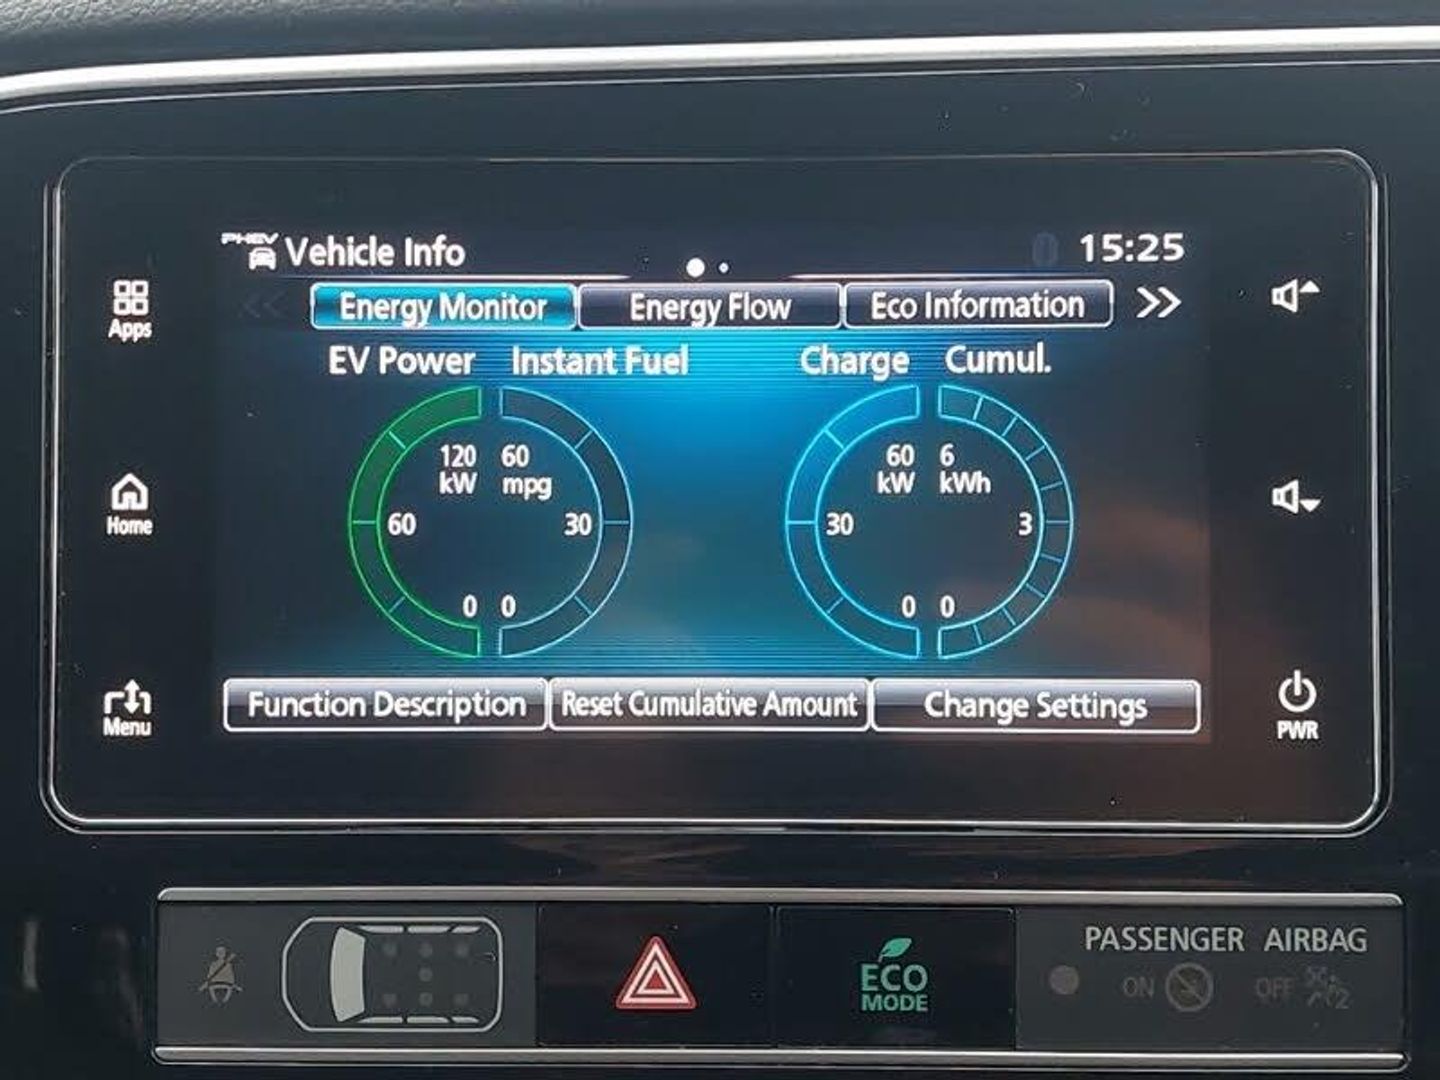 PHEV Vehicle Info 15:25
Energy Monitor Energy Flow Eco Information
EV Power Instant Fuel Charge Cumul.
120 60 60 6
kW mpg kW kWh
60 30 30 3
0 0 0 0
Function Description Reset Cumulative Amount Change Settings
Apps
Home
Menu
PWR
ECO
MODE
PASSENGER AIRBAG
ON OFF